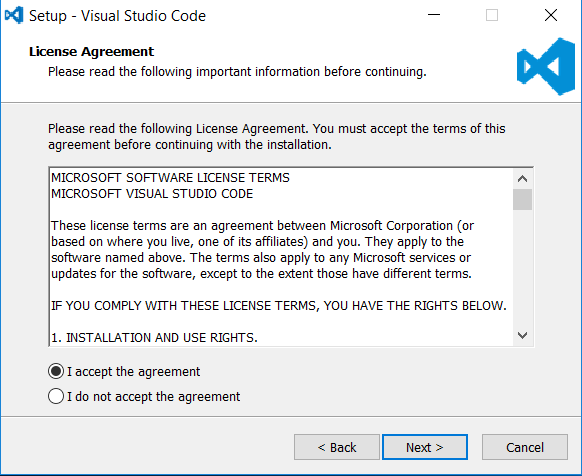 Setup - Visual Studio Code
License Agreement
Please read the following important information before continuing.
Please read the following License Agreement. You must accept the terms of this
agreement before continuing with the installation.
MICROSOFT SOFTWARE LICENSE TERMS
MICROSOFT VISUAL STUDIO CODE
These license terms are an agreement between Microsoft Corporation (or
based on where you live, one of its affiliates) and you. They apply to the
software named above. The terms also apply to any Microsoft services or
updates for the software, except to the extent those have different terms.
IF YOU COMPLY WITH THESE LICENSE TERMS, YOU HAVE THE RIGHTS BELOW.
1. INSTALLATION AND USE RIGHTS.
I accept the agreement
I do not accept the agreement
< Back Next > Cancel